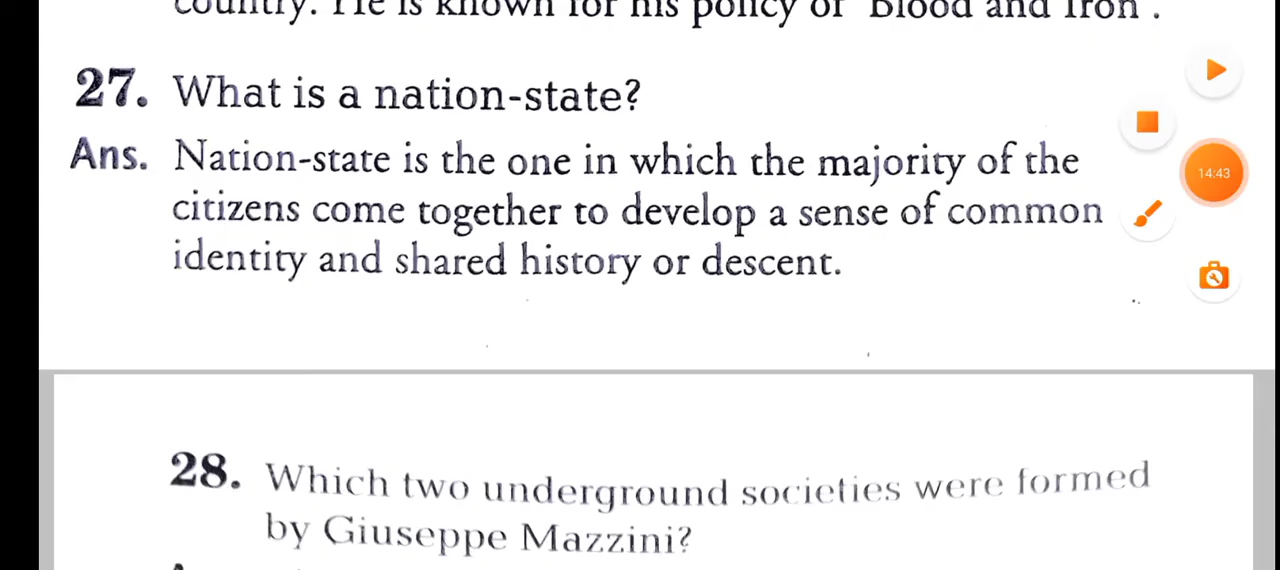 country. He is known for his policy of 'Blood and Iron'.
27. What is a nation-state?
Ans. Nation-state is the one in which the majority of the
citizens come together to develop a sense of common
identity and shared history or descent.
14:43
28. Which two underground societies were formed
by Giuseppe Mazzini?